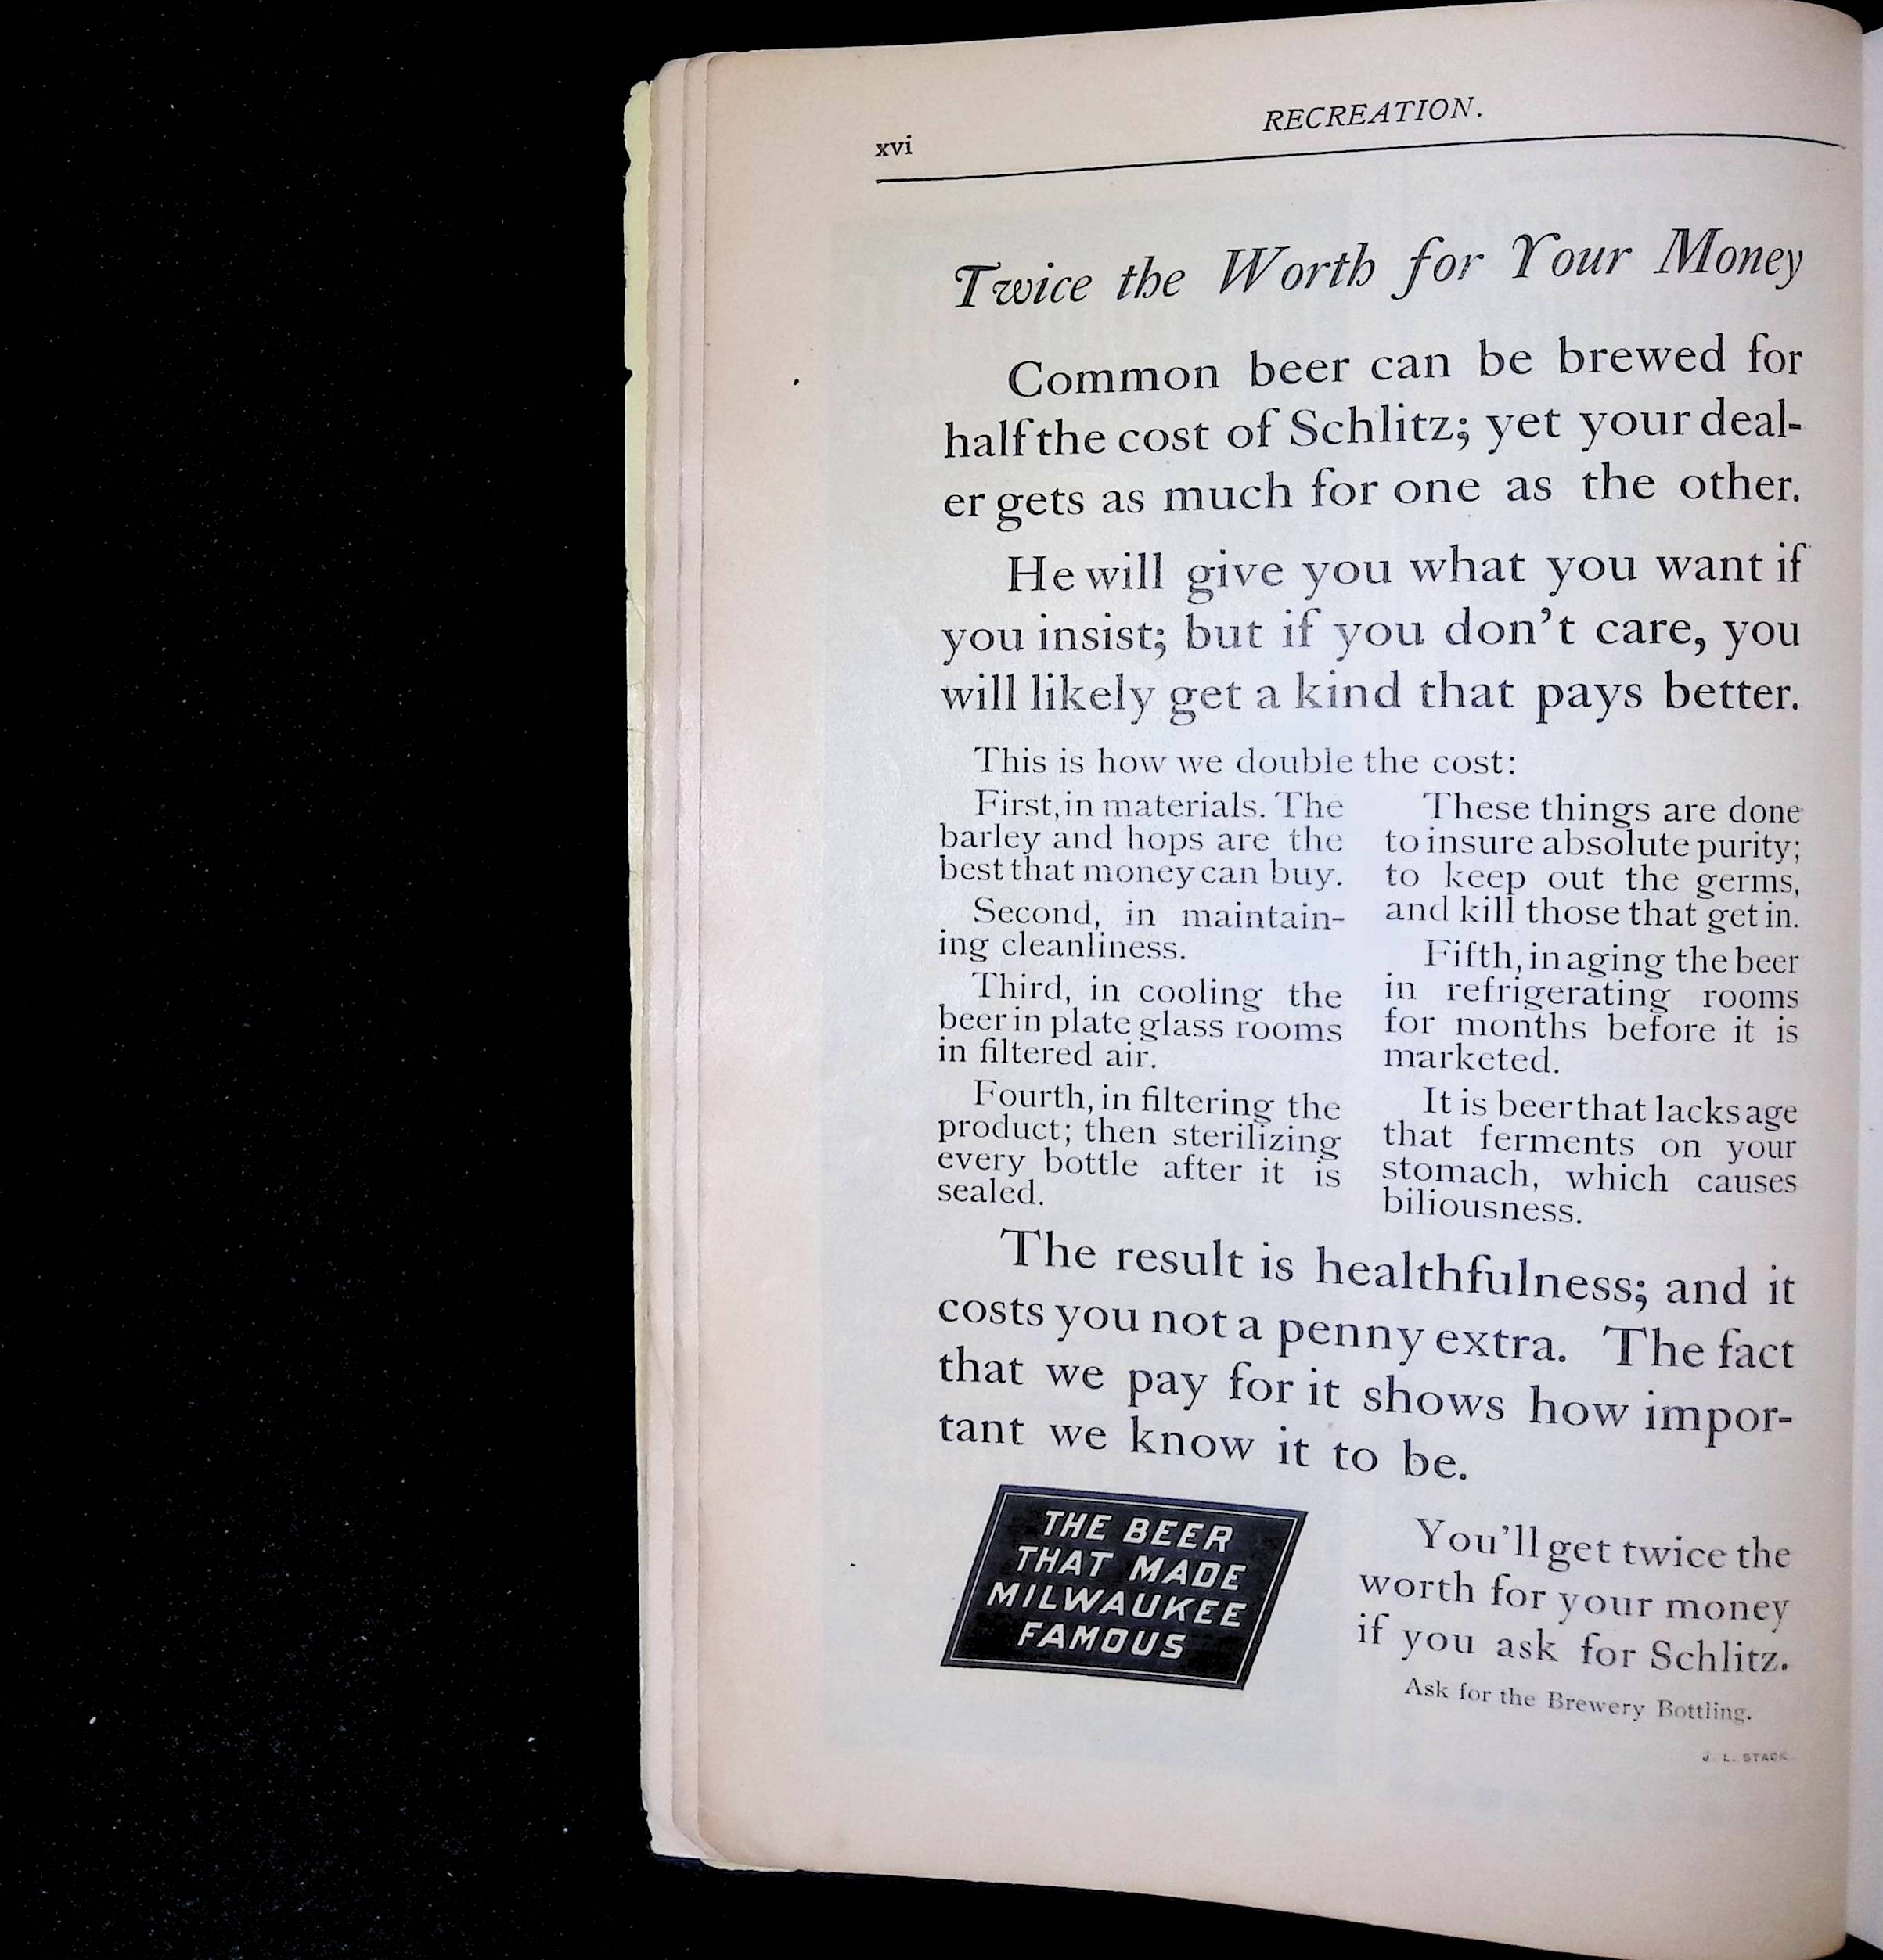 xvi
RECREATION.
Twice the Worth for Your Money
Common beer can be brewed for
half the cost of Schlitz; yet your deal-
er gets as much for one as the other.
He will give you what you want if
you insist; but if you don't care, you
will likely get a kind that pays better.
This is how we double the cost:
First, in materials. The
barley and hops are the
best that money can buy.
Second, in maintain-
ing cleanliness.
Third, in cooling the
beer in plate glass rooms
in filtered air.
Fourth, in filtering the
product; then sterilizing
every bottle after it is
sealed.
These things are done
to insure absolute purity;
to keep out the germs,
and kill those that get in.
Fifth, in aging the beer
in refrigerating rooms
for months before it is
marketed.
It is beer that lacks age
that ferments on your
stomach, which causes
biliousness.
The result is healthfulness; and it
costs you not a penny extra. The fact
that we pay for it shows how impor-
tant we know it to be.
THE BEER
THAT MADE
MILWAUKEE
FAMOUS
You'll get twice the
worth for your money
if you ask for Schlitz.
Ask for the Brewery Bottling.
J. L. STACK